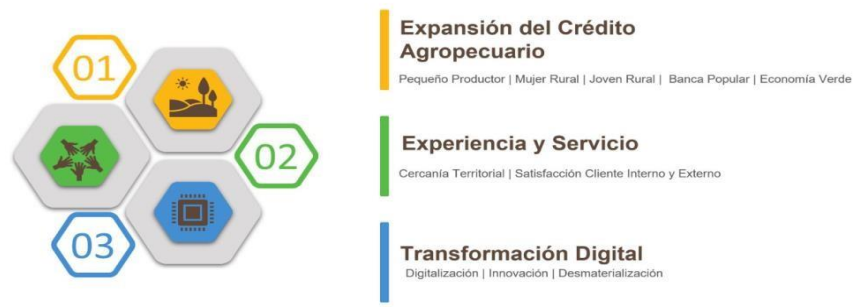 01
Expansión del Crédito
Agropecuario
Pequeño Productor | Mujer Rural | Joven Rural | Banca Popular | Economía Verde
02
Experiencia y Servicio
Cercanía Territorial | Satisfacción Cliente Interno y Externo
03
Transformación Digital
Digitalización | Innovación | Desmaterialización